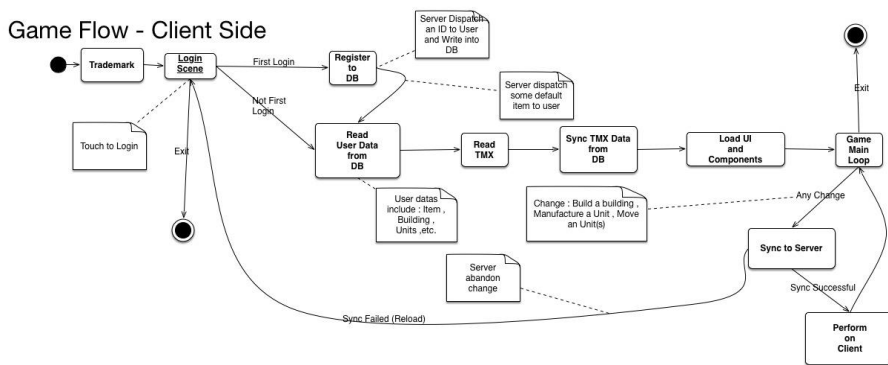 Game Flow - Client Side
Server Dispatch
an ID to User
and Write into
DB
Trademark
Login
Scene
First Login
Register
to
DB
Server dispatch
some default
item to user
Exit
Not First
Login
Touch to Login
Exit
Read
User Data
from
DB
Read
TMX
Sync TMX Data
from
DB
Load UI
and
Components
Game
Main
Loop
User datas
include : Item ,
Building ,
Units ,etc.
Change : Build a building ,
Manufacture a Unit , Move
an Unit(s)
Any Change
Sync to Server
Server
abandon
change
Sync Successful
Sync Failed (Reload)
Perform
on
Client